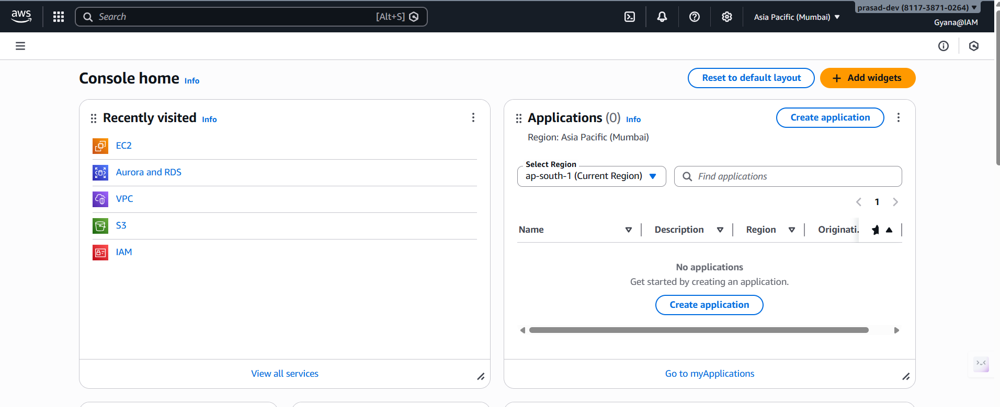 aws
Search [Alt+S]
Asia Pacific (Mumbai)
prasad-dev (8117-3871-0264)
Gyana@IAM
Console home Info
Reset to default layout
Add widgets
Recently visited Info
EC2
Aurora and RDS
VPC
S3
IAM
View all services
Applications (0) Info
Create application
Region: Asia Pacific (Mumbai)
Select Region
ap-south-1 (Current Region)
Find applications
1
Name Description Region Originati.
No applications
Get started by creating an application.
Create application
Go to myApplications